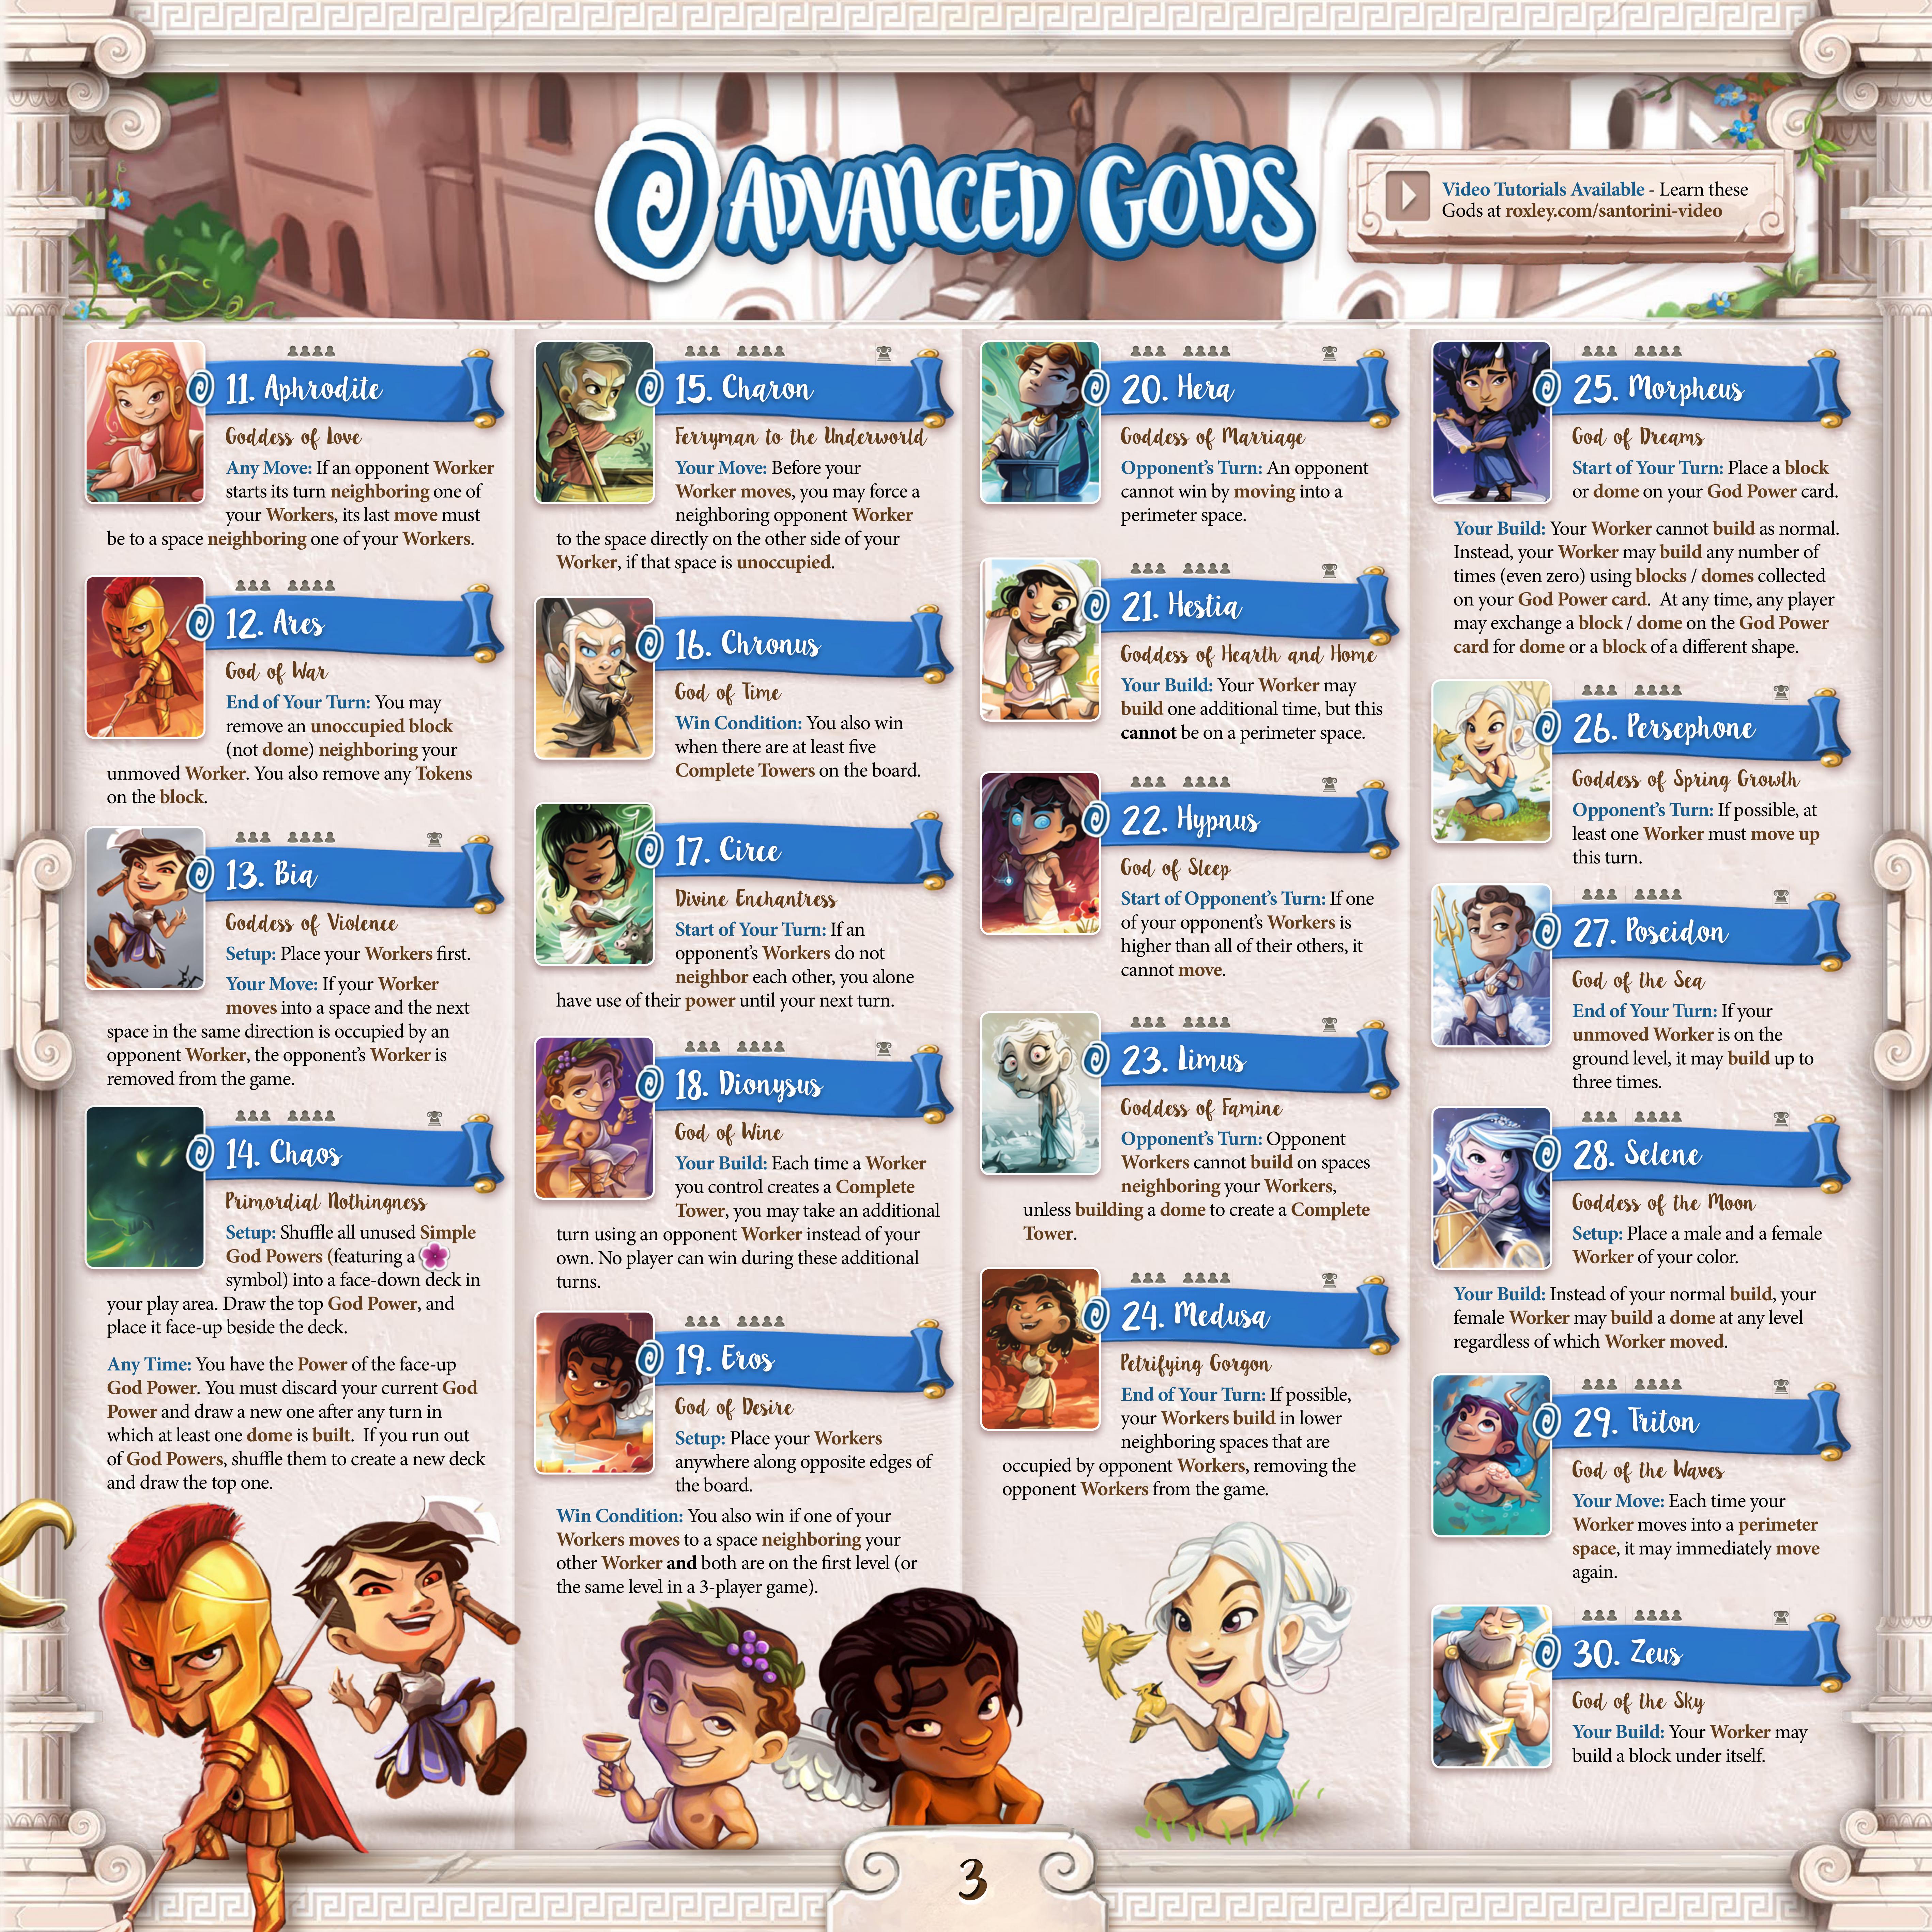 ADVANCED GODS
Video Tutorials Available - Learn these
Gods at roxley.com/santorini-video
11. Aphrodite
Goddess of Love
Any Move: If an opponent Worker
starts its turn neighboring one of
your Workers, its last move must
be to a space neighboring one of your Workers.
12. Ares
God of War
End of Your Turn: You may
remove an unoccupied block
(not dome) neighboring your
unmoved Worker. You also remove any Tokens
on the block.
13. Bia
Goddess of Violence
Setup: Place your Workers first.
Your Move: If your Worker
moves into a space and the next
space in the same direction is occupied by an
opponent Worker, the opponent's Worker is
removed from the game.
14. Chaos
Primordial Nothingness
Setup: Shuffle all unused Simple
God Powers (featuring a
symbol) into a face-down deck in
your play area. Draw the top God Power, and
place it face-up beside the deck.
Any Time: You have the Power of the face-up
God Power. You must discard your current God
Power and draw a new one after any turn in
which at least one dome is built. If you run out
of God Powers, shuffle them to create a new deck
and draw the top one.
15. Charon
Ferryman to the Underworld
Your Move: Before your
Worker moves, you may force a
neighboring opponent Worker
to the space directly on the other side of your
Worker, if that space is unoccupied.
16. Chronus
God of Time
Win Condition: You also win
when there are at least five
Complete Towers on the board.
17. Circe
Divine Enchantress
Start of Your Turn: If an
opponent's Workers do not
neighbor each other, you alone
have use of their power until your next turn.
18. Dionysus
God of Wine
Your Build: Each time a Worker
you control creates a Complete
Tower, you may take an additional
turn using an opponent Worker instead of your
own. No player can win during these additional
turns.
19. Eros
God of Desire
Setup: Place your Workers
anywhere along opposite edges of
the board.
Win Condition: You also win if one of your
Workers moves to a space neighboring your
other Worker and both are on the first level (or
the same level in a 3-player game).
20. Hera
Goddess of Marriage
Opponent's Turn: An opponent
cannot win by moving into a
perimeter space.
21. Hestia
Goddess of Hearth and Home
Your Build: Your Worker may
build one additional time, but this
cannot be on a perimeter space.
22. Hypnus
God of Sleep
Start of Opponent's Turn: If one
of your opponent's Workers is
higher than all of their others, it
cannot move.
23. Limus
Goddess of Famine
Opponent's Turn: Opponent
Workers cannot build on spaces
neighboring your Workers,
unless building a dome to create a Complete
Tower.
24. Medusa
Petrifying Gorgon
End of Your Turn: If possible,
your Workers build in lower
neighboring spaces that are
occupied by opponent Workers, removing the
opponent Workers from the game.
25. Morpheus
God of Dreams
Start of Your Turn: Place a block
or dome on your God Power card.
Your Build: Your Worker cannot build as normal.
Instead, your Worker may build any number of
times (even zero) using blocks / domes collected
on your God Power card. At any time, any player
may exchange a block / dome on the God Power
card for dome or a block of a different shape.
26. Persephone
Goddess of Spring Growth
Opponent's Turn: If possible, at
least one Worker must move up
this turn.
27. Poseidon
God of the Sea
End of Your Turn: If your
unmoved Worker is on the
ground level, it may build up to
three times.
28. Selene
Goddess of the Moon
Setup: Place a male and a female
Worker of your color.
Your Build: Instead of your normal build, your
female Worker may build a dome at any level
regardless of which Worker moved.
29. Triton
God of the Waves
Your Move: Each time your
Worker moves into a perimeter
space, it may immediately move
again.
30. Zeus
God of the Sky
Your Build: Your Worker may
build a block under itself.
3